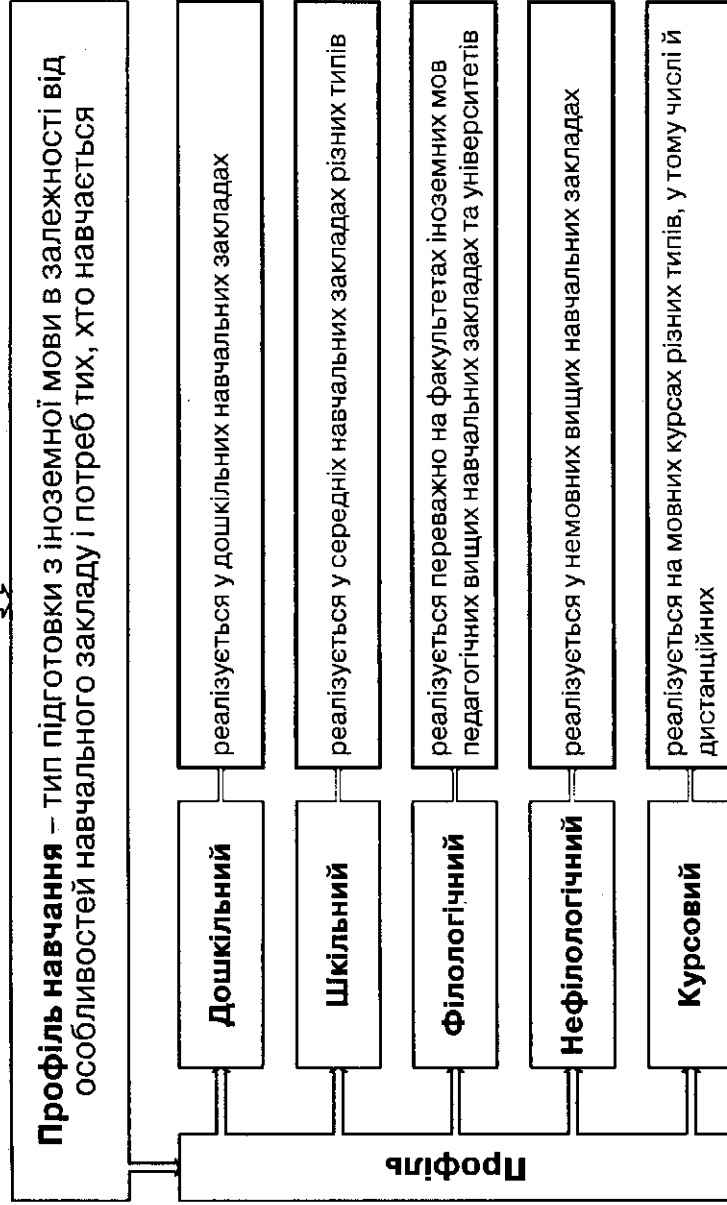 Профіль навчання – тип підготовки з іноземної мови в залежності від
особливостей навчального закладу і потреб тих, хто навчається
Профіль
Дошкільний
реалізується у дошкільних навчальних закладах
Шкільний
реалізується у середніх навчальних закладах різних типів
Філологічний
реалізується переважно на факультетах іноземних мов
педагогічних вищих навчальних закладах та університетів
Нефілологічний
реалізується у немовних вищих навчальних закладах
Курсовий
реалізується на мовних курсах різних типів, у тому числі й
дистанційних